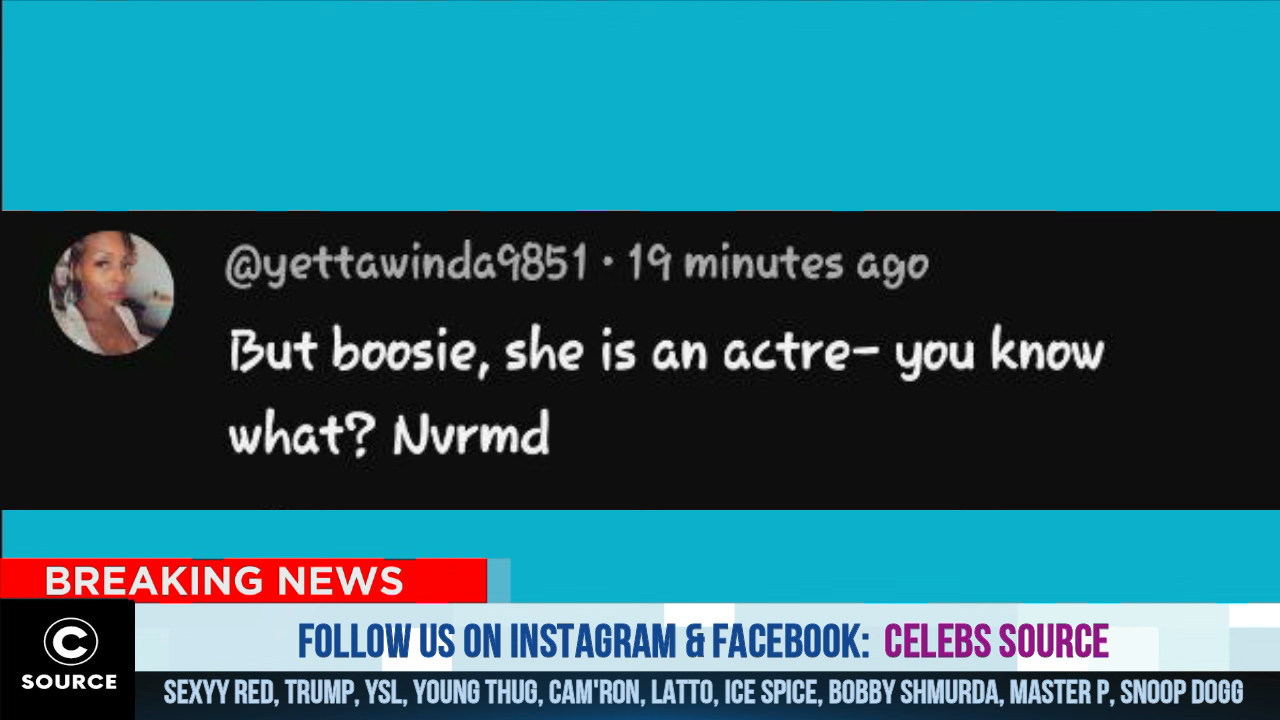 @yettawinda9851 · 19 minutes ago
But boosie, she is an actre- you know
what? Nvrmd
BREAKING NEWS
C
SOURCE
FOLLOW US ON INSTAGRAM & FACEBOOK: CELEBS SOURCE
SEXYY RED, TRUMP, YSL, YOUNG THUG, CAM'RON, LATTO, ICE SPICE, BOBBY SHMURDA, MASTER P, SNOOP DOGG